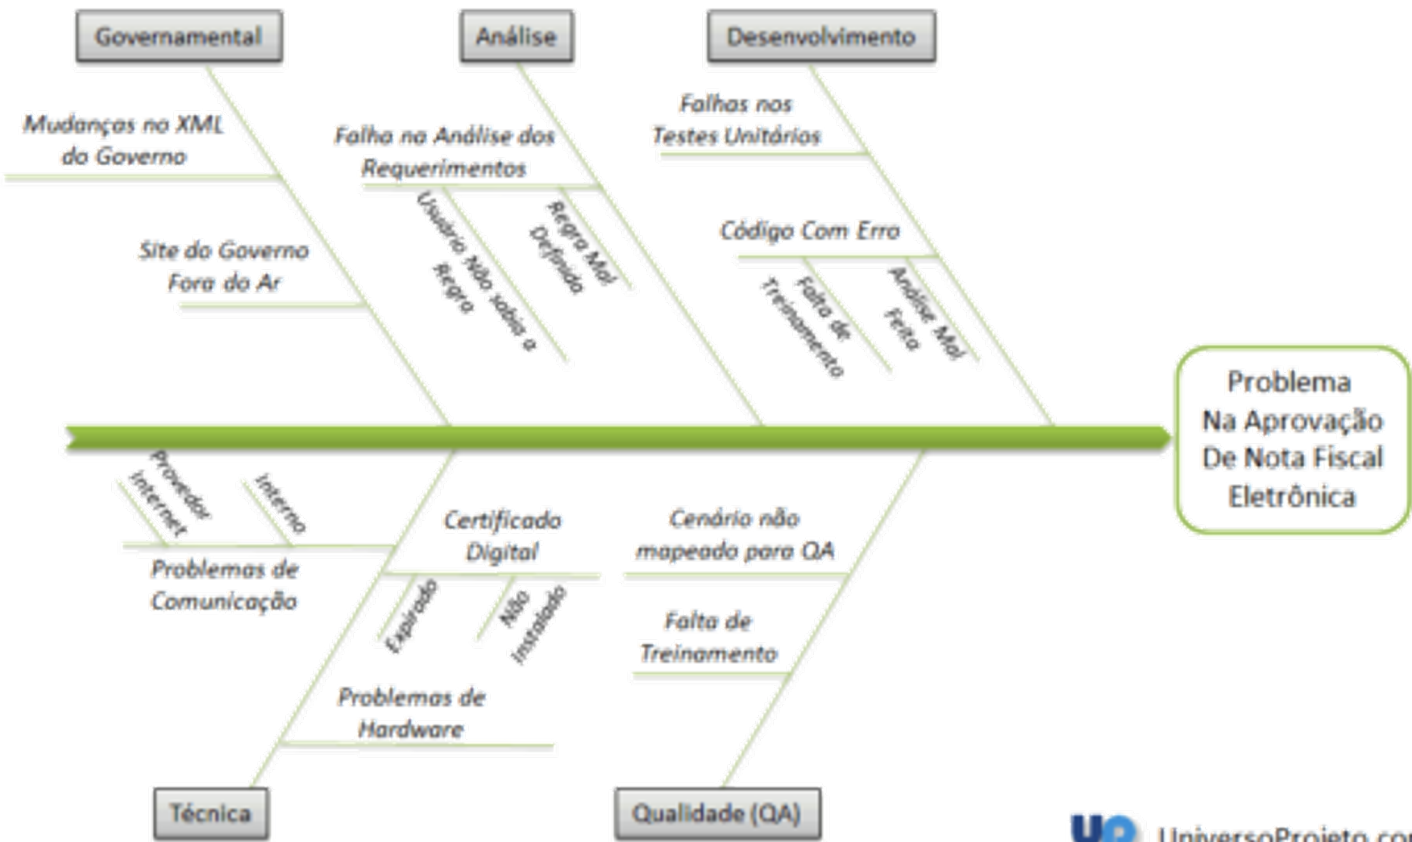 Governamental
Análise
Desenvolvimento
Mudanças no XML
do Governo
Falha na Análise dos
Requerimentos
Falhas nos
Testes Unitários
Site do Governo
Fora do Ar
Usuário Não sabia a
Regra
Regra Mal
Definida
Código Com Erro
Falta de
Treinamento
Análise Mal
Feita
Problema
Na Aprovação
De Nota Fiscal
Eletrônica
Provedor
Internet
Interno
Problemas de
Comunicação
Certificado
Digital
Expirado
Não
Instalado
Cenário não
mapeado para QA
Falta de
Treinamento
Problemas de
Hardware
Técnica
Qualidade (QA)
UP